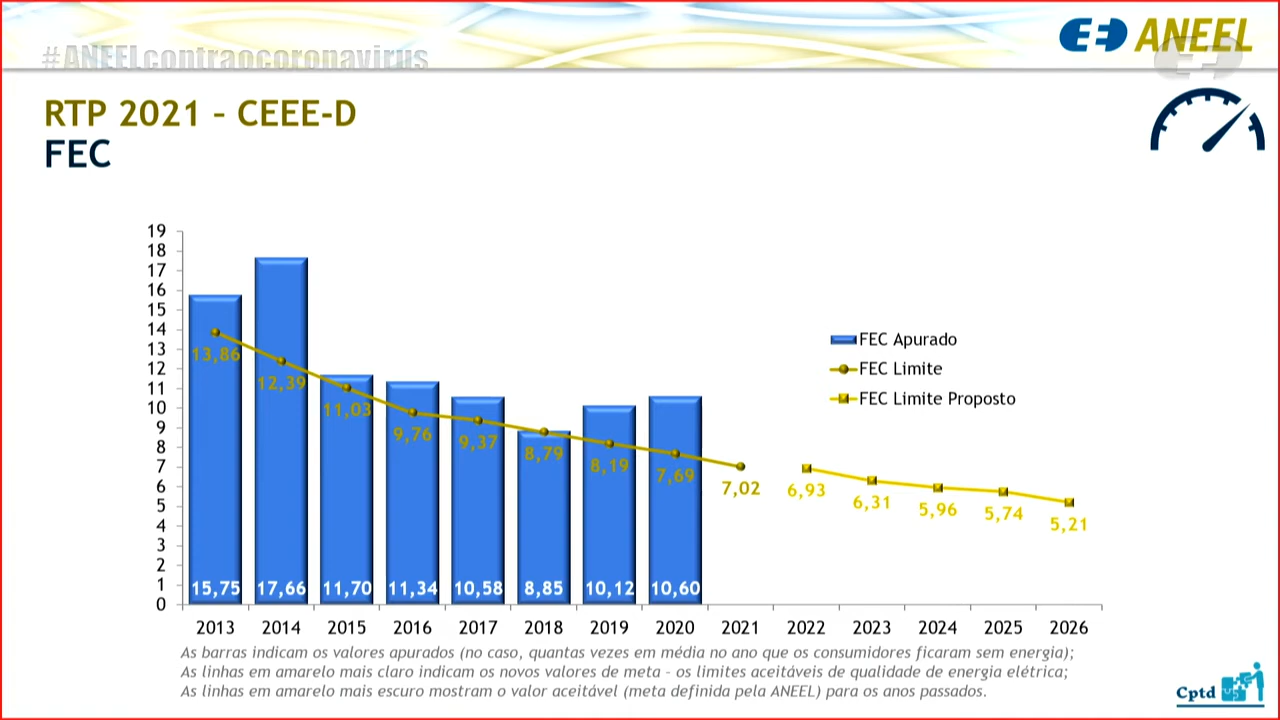 #ANEELcontraocoronavirus
ANEEL
RTP 2021 – CEEE-D
FEC
19
18
17
16
15
14
13
12
11
10
9
8
7
6
5
4
3
2
1
0
13,86
12,39
11,03
9,76
9,37
8,79
8,19
7,69
7,02
6,93
6,31
5,96
5,74
5,21
FEC Apurado
FEC Limite
FEC Limite Proposto
15,75 17,66 11,70 11,34 10,58 8,85 10,12 10,60
2013 2014 2015 2016 2017 2018 2019 2020 2021 2022 2023 2024 2025 2026
As barras indicam os valores apurados (no caso, quantas vezes em média no ano que os consumidores ficaram sem energia);
As linhas em amarelo mais claro indicam os novos valores de meta – os limites aceitáveis de qualidade de energia elétrica;
As linhas em amarelo mais escuro mostram o valor aceitável (meta definida pela ANEEL) para os anos passados.
Cptd